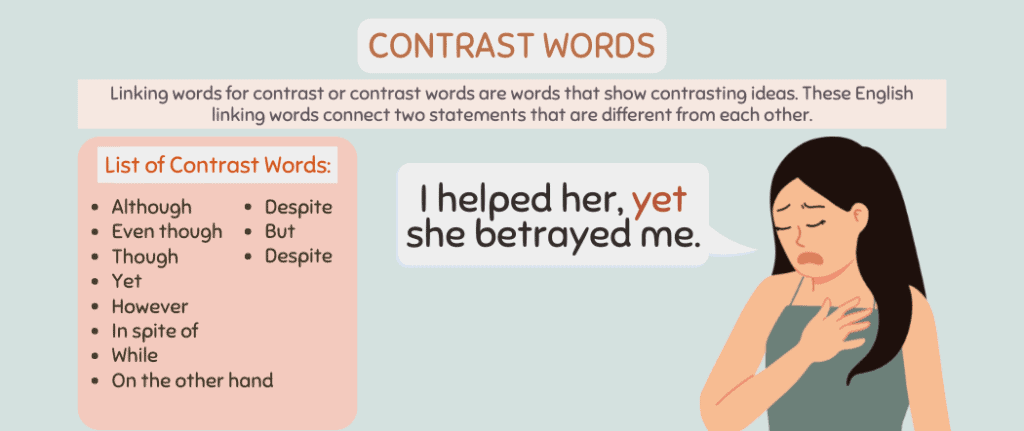 CONTRAST WORDS
Linking words for contrast or contrast words are words that show contrasting ideas. These English
linking words connect two statements that are different from each other.
List of Contrast Words:
• Although
• Even though
• Though
• Yet
• However
• In spite of
• While
• On the other hand
• Despite
• But
• Despite
I helped her, yet
she betrayed me.